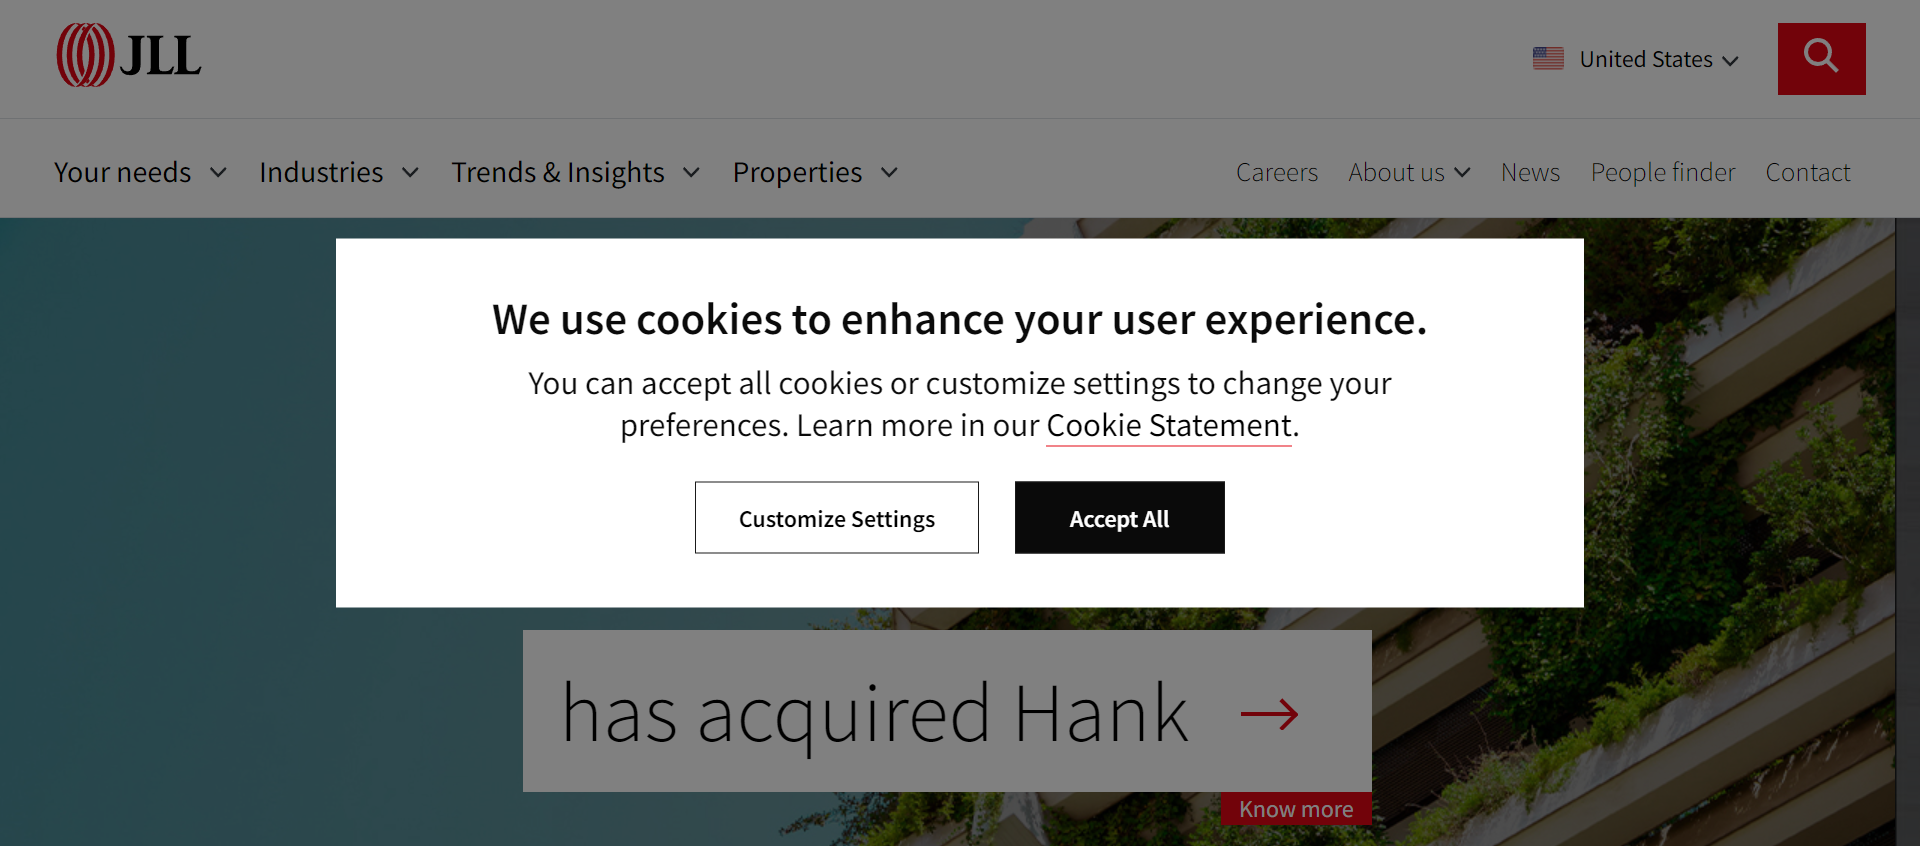 JLL
United States
Your needs Industries Trends & Insights Properties Careers About us News People finder Contact
We use cookies to enhance your user experience.
You can accept all cookies or customize settings to change your
preferences. Learn more in our Cookie Statement.
Customize Settings Accept All
has acquired Hank
Know more